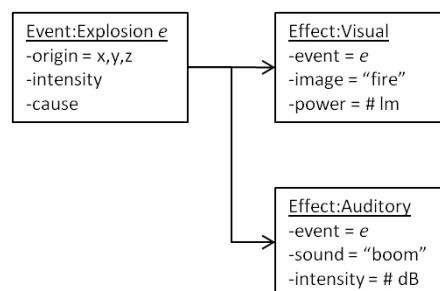 Event:Explosion e
-origin = x,y,z
-intensity
-cause
Effect:Visual
-event = e
-image = “fire”
-power = # lm
Effect:Auditory
-event = e
-sound = “boom”
-intensity = # dB